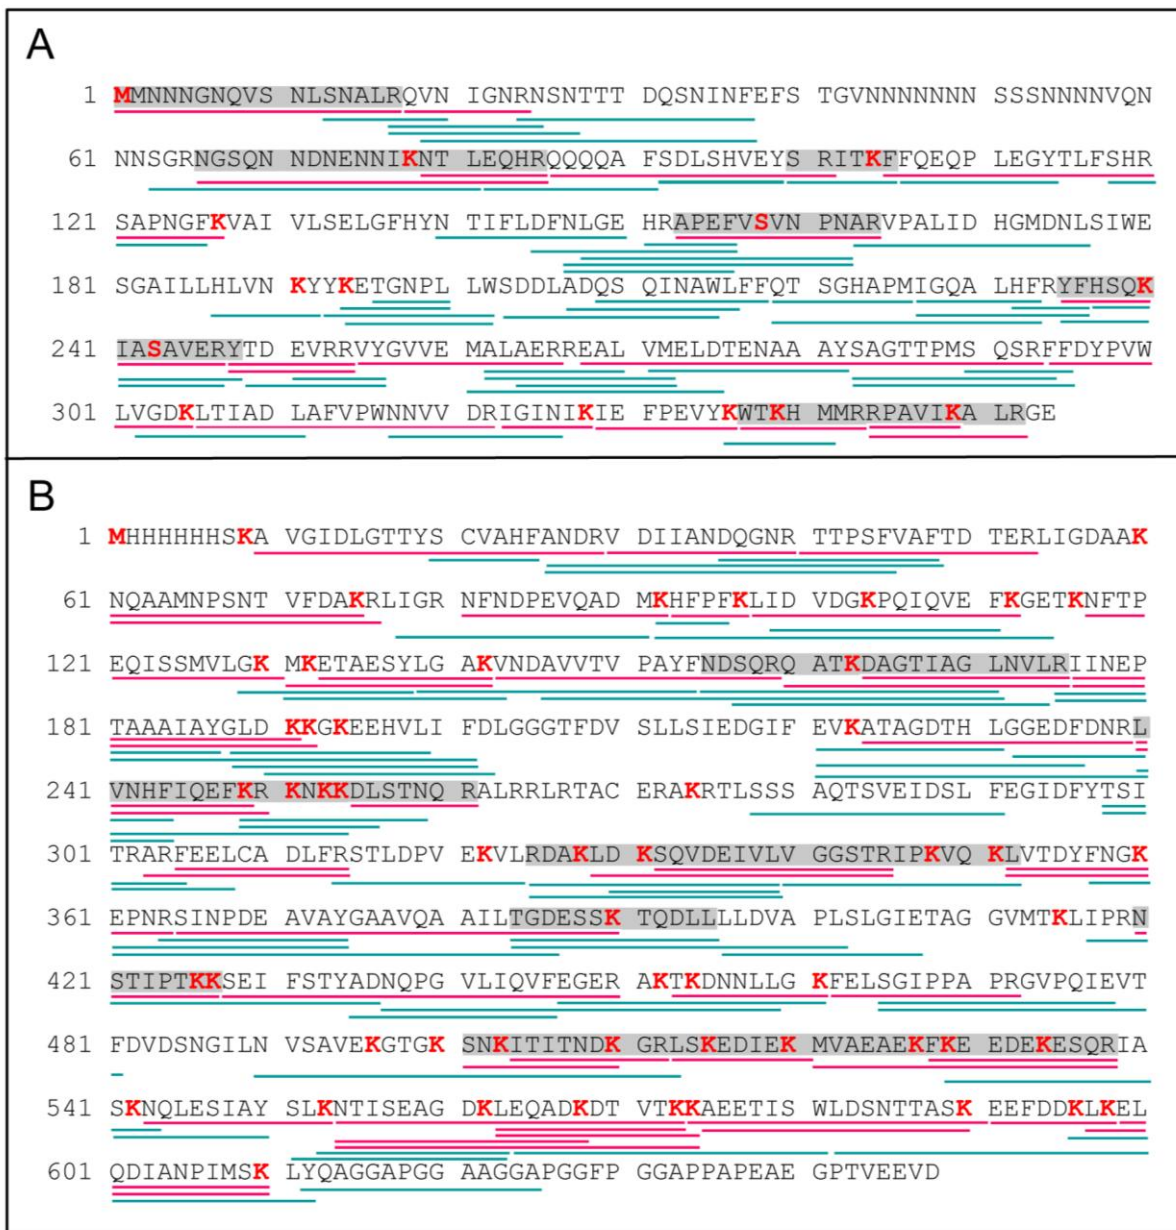 A
1 MMNNNGNQVS NLSNALRQVN IGNRNSNTTT DQSNINFEFS TGVNNNNNNN SSSNNNNVQN
61 NNSGRNGSQN NDNENNIKNT LEQHRQQQQA FSDLSHVEYS RITKFFQEQP LEGYTLFSHR
121 SAPNGFKVAI VLSELGFHYN TIFLDFNLGE HRAPEFVSVN PNARVPALID HGMDNLSIWE
181 SGAILLHLVN KYYKETGNPL LWSDDLADQS QINAWLFFQT SGHAPMIGQA LHFRYFHSQK
241 IASAVERYTD EVRRVYGVVE MALAERREAL VMELDTENAA AYSAGTTPMS QSRFFDYPVW
301 LVGDKLTIAD LAFVPWNNVV DRIGINIKIE FPEVYKWTKH MMRRPAVIKA LRGE
B
1 MHHHHHHSKA VGIDLGTTYS CVAHFANDRV DIIANDQGNR TTPSFVAFTD TERLIGDAAK
61 NQAAMNPSNT VFDAKRLIGR NFNDPEVQAD MKHFPFKLID VDGKPQIQVE FKGETKNFTP
121 EQISSMVLGK MKETAESYLG AKVNDAVVTV PAYFNDSQRQ ATKDAGTIAG LNVLRIINEP
181 TAAAIAYGLD KKGKEEHVLI FDLGGGTFDV SLLSIEDGIF EVKATAGDTH LGGEDFDNRL
241 VNHFIQEFKR KNKKDLSTNQ RALRRLRTAC ERAKRTLSSS AQTSVEIDSL FEGIDFYTSI
301 TRARFEELCA DLFRSTLDPV EKVLRDAKLD KSQVDEIVLV GGSTRIPKVQ KLVTDYFNGK
361 EPNRSINPDE AVAYGAAVQA AILTGDESSK TQDLLLLDVA PLSLGIETAG GVMTKLIPRN
421 STIPTKKSEI FSTYADNQPG VLIQVFEGER AKTKDNNLLG KFELSGIPPA PRGVPQIEVT
481 FDVDSNGILN VSAVEKGTGK SNKITITNDK GRLSKEDIEK MVAEAEKFKE EDEKESQRIA
541 SKNQLESIAY SLKNTISEAG DKLEQADKDT VTKKAEETIS WLDSNTTASK EEFDDKLKEL
601 QDIANPIMSK LYQAGGAPGG AAGGAPGGFP GGAPPAPEAE GPTVEEVD